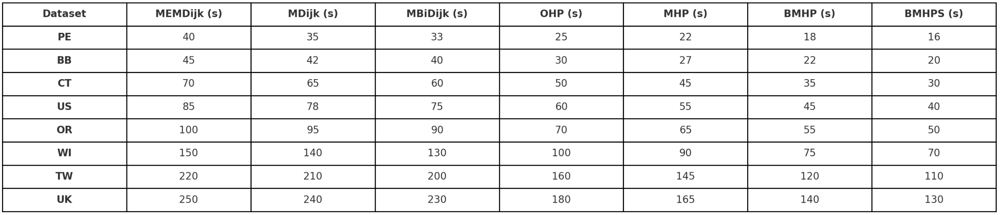 Dataset MEMDijk (s) MDijk (s) MBiDijk (s) OHP (s) MHP (s) BMHP (s) BMHPS (s)
PE 40 35 33 25 22 18 16
BB 45 42 40 30 27 22 20
CT 70 65 60 50 45 35 30
US 85 78 75 60 55 45 40
OR 100 95 90 70 65 55 50
WI 150 140 130 100 90 75 70
TW 220 210 200 160 145 120 110
UK 250 240 230 180 165 140 130